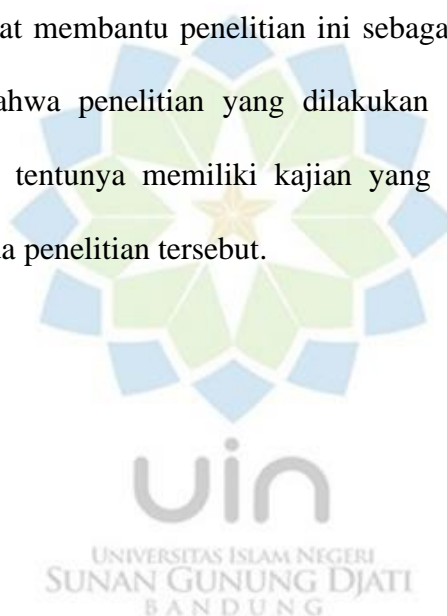 at membantu penelitian ini sebaga
ahwa penelitian yang dilakukan
tentunya memiliki kajian yang
a penelitian tersebut.
uin
UNIVERSITAS ISLAM NEGERI
SUNAN GUNUNG DJATI
BANDUNG